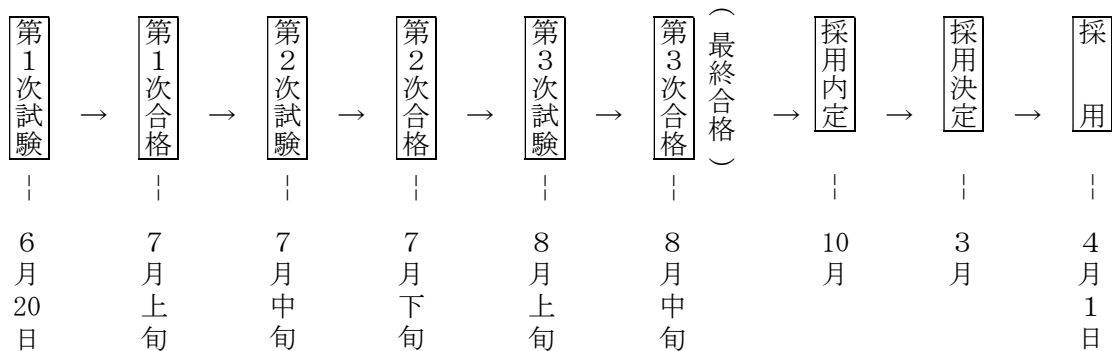 第1次試験
→
第1次合格
→
第2次試験
→
第2次合格
→
第3次試験
→
第3次合格
(最終合格)
→
採用内定
→
採用決定
→
採用
6月20日
7月上旬
7月中旬
7月下旬
8月上旬
8月中旬
10月
3月
4月1日